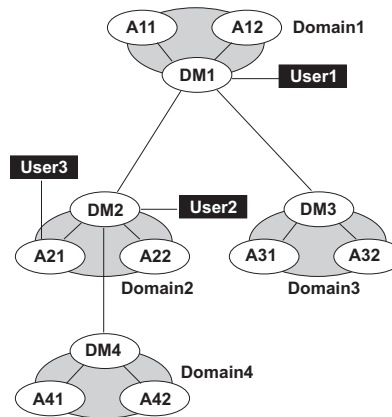 A11 A12 Domain1
DM1 User1
User3
DM2 User2 DM3
A21 A22 A31 A32
Domain2 Domain3
DM4
Domain4
A41 A42